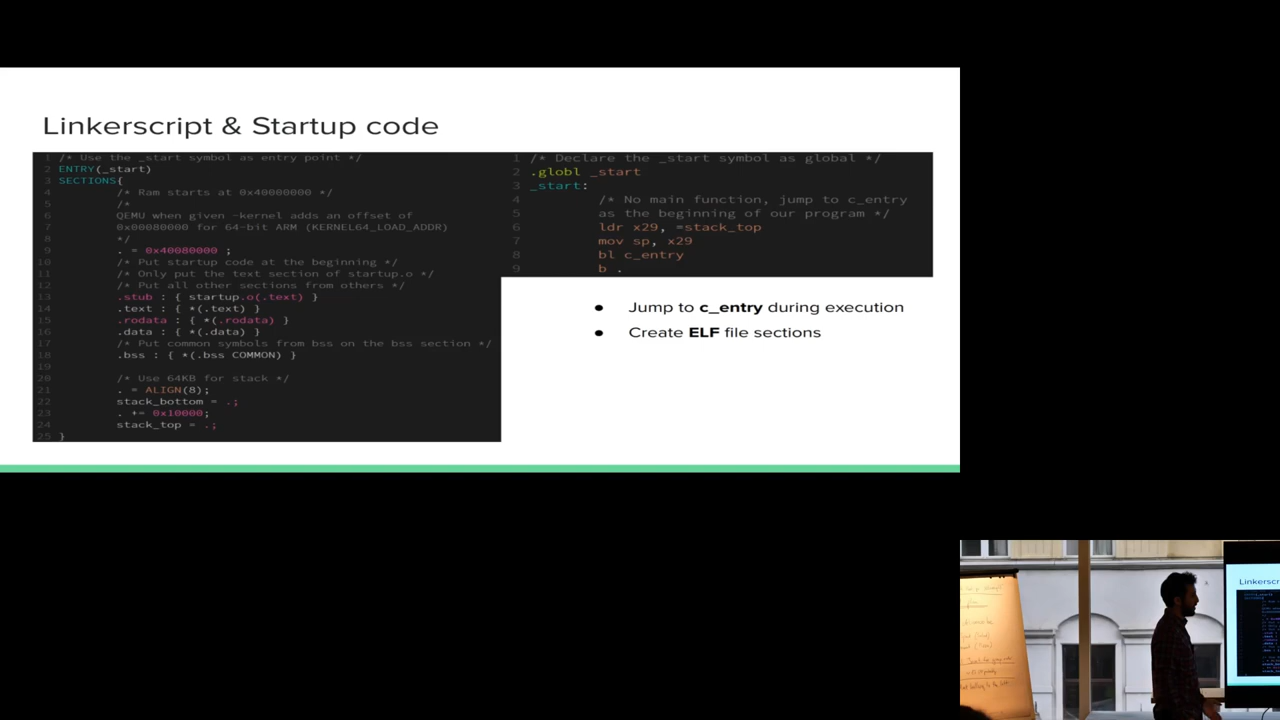 Linkerscript & Startup code
1 /* Use the _start symbol as entry point */
2 ENTRY(_start)
3 SECTIONS{
4 /* Ram starts at 0x40000000 */
5 /*
6 QEMU when given -kernel adds an offset of
7 0x00080000 for 64-bit ARM (KERNEL64_LOAD_ADDR)
8 */
9 . = 0x40080000 ;
10 /* Put startup code at the beginning */
11 /* Only put the text section of startup.o */
12 /* Put all other sections from others */
13 .stub : { startup.o(.text) }
14 .text : { *(.text) }
15 .rodata : { *(.rodata) }
16 .data : { *(.data) }
17 /* Put common symbols from bss on the bss section */
18 .bss : { *(.bss COMMON) }
19
20 /* Use 64KB for stack */
21 . = ALIGN(8);
22 stack_bottom = .;
23 . += 0x10000;
24 stack_top = .;
25 }
1 /* Declare the _start symbol as global */
2 .globl _start
3 _start:
4 /* No main function, jump to c_entry
5 as the beginning of our program */
6 ldr x29, =stack_top
7 mov sp, x29
8 bl c_entry
9 b .
● Jump to c_entry during execution
● Create ELF file sections
Linkerscr